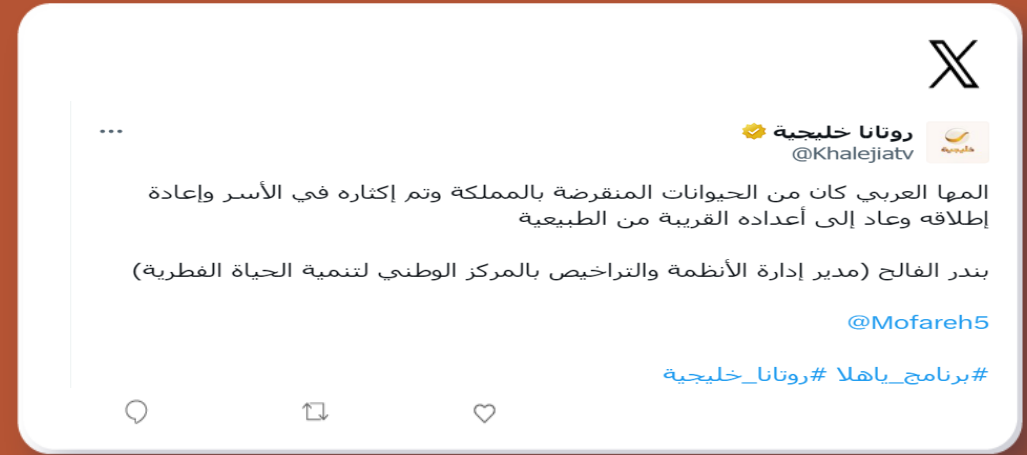 روتانا خليجية
@Khalejiatv
خليجية
المها العربي كان من الحيوانات المنقرضة بالمملكة وتم إكثاره في الأسر وإعادة
إطلاقه وعاد إلى أعداده القريبة من الطبيعية
بندر الفالح (مدير إدارة الأنظمة والتراخيص بالمركز الوطني لتنمية الحياة الفطرية)
@Mofareh5
#برنامج_ياهلا #روتانا_خليجية